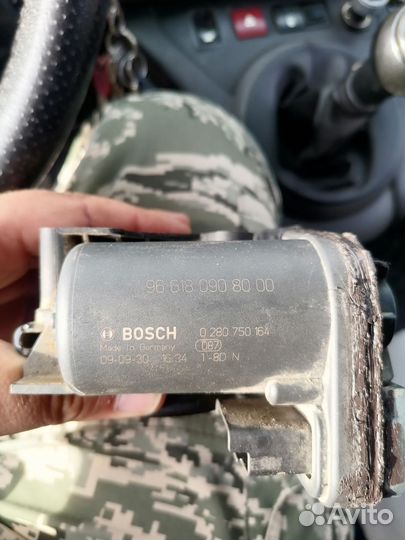 96 618 090 80 00
BOSCH 0 280 750 164
Made in Germany 087
09-09-30 16:34 1-8D N
Avito